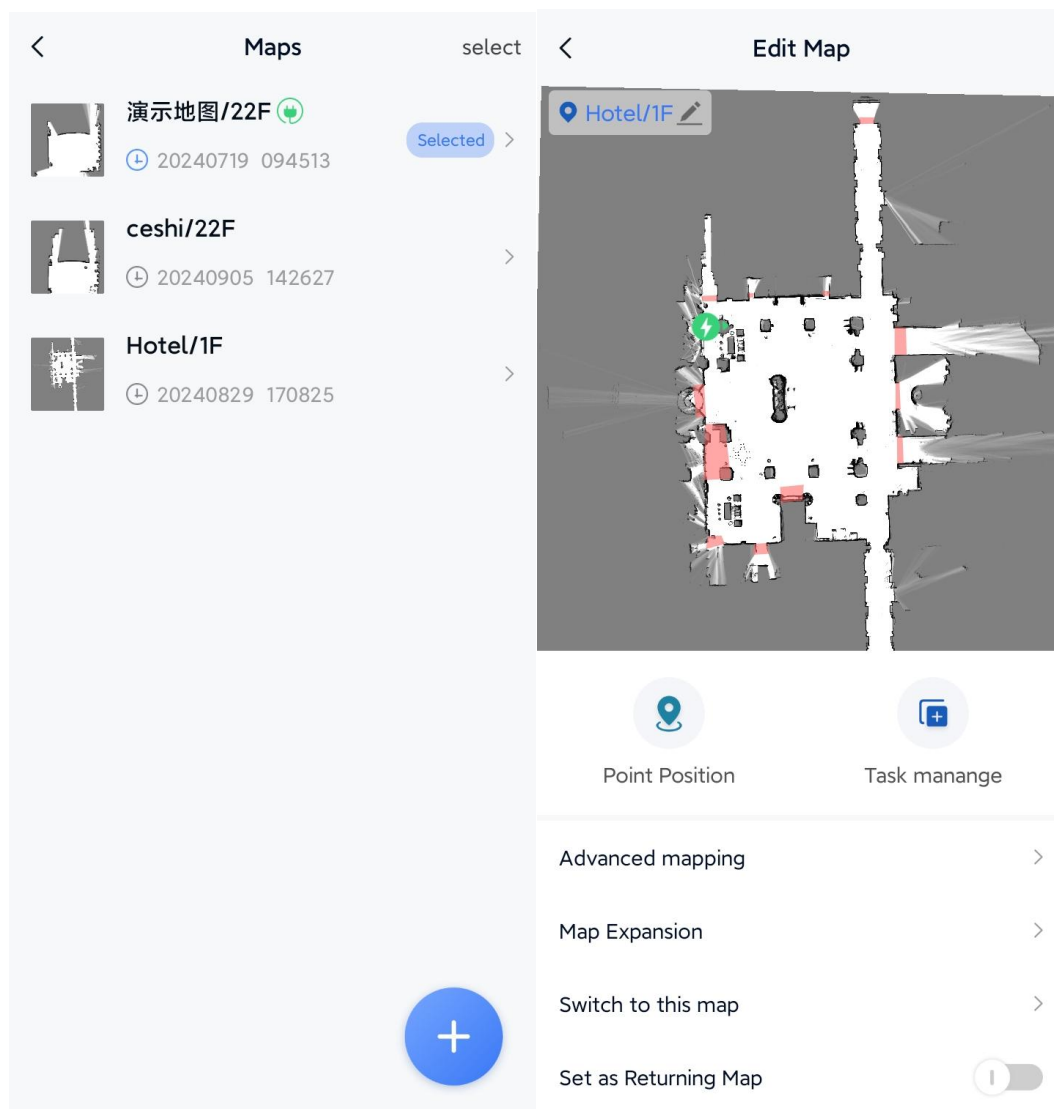 Maps
select
演示地图/22F
20240719 094513
Selected
ceshi/22F
20240905 142627
Hotel/1F
20240829 170825
Edit Map
Hotel/1F
Point Position
Task manange
Advanced mapping
Map Expansion
Switch to this map
Set as Returning Map